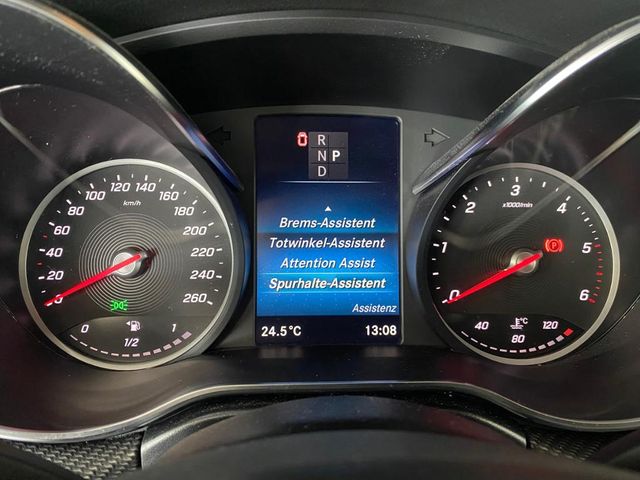 R
N P
D
Brems-Assistent
Totwinkel-Assistent
Attention Assist
Spurhalte-Assistent
Assistenz
24.5°C 13:08
0 20 40 60 80 100 120 140 160 180 200 220 240 260
km/h
0 1/2 1
0 1 2 3 4 5 6
x1000/min
P
°C
40 80 120